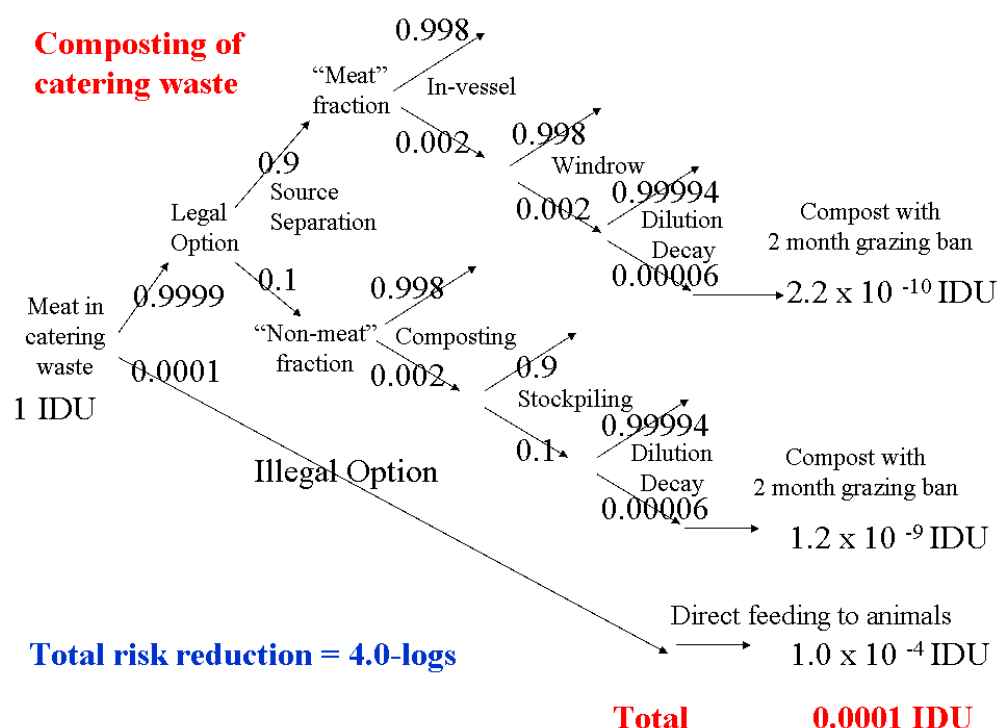 Composting of
catering waste
0.998
“Meat”
fraction
In-vessel
0.002
0.998
Windrow
0.9
Source
Separation
0.002
0.99994
Dilution
Decay
0.00006
Compost with
2 month grazing ban
2.2 x 10 -10 IDU
Legal
Option
0.1
0.998
Meat in
catering
waste
1 IDU
0.9999
0.0001
“Non-meat”
fraction
Composting
0.002
0.9
Stockpiling
0.1
0.99994
Dilution
Decay
0.00006
Compost with
2 month grazing ban
1.2 x 10 -9 IDU
Illegal Option
Direct feeding to animals
1.0 x 10 -4 IDU
Total risk reduction = 4.0-logs
Total 0.0001 IDU